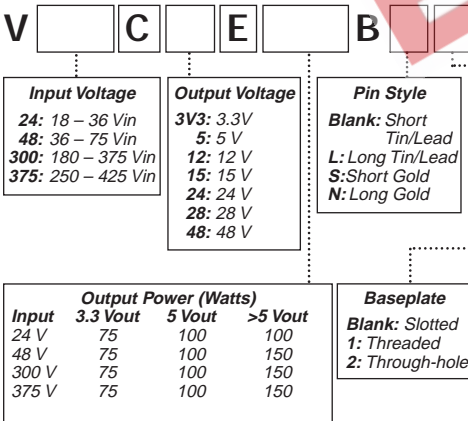 V C E B
Input Voltage
24: 18 – 36 Vin
48: 36 – 75 Vin
300: 180 – 375 Vin
375: 250 – 425 Vin
Output Voltage
3V3: 3.3V
5: 5 V
12: 12 V
15: 15 V
24: 24 V
28: 28 V
48: 48 V
Pin Style
Blank: Short
Tin/Lead
L: Long Tin/Lead
S:Short Gold
N: Long Gold
Output Power (Watts)
Input 3.3 Vout 5 Vout >5 Vout
24 V 75 100 100
48 V 75 100 150
300 V 75 100 150
375 V 75 100 150
Baseplate
Blank: Slotted
1: Threaded
2: Through-hole